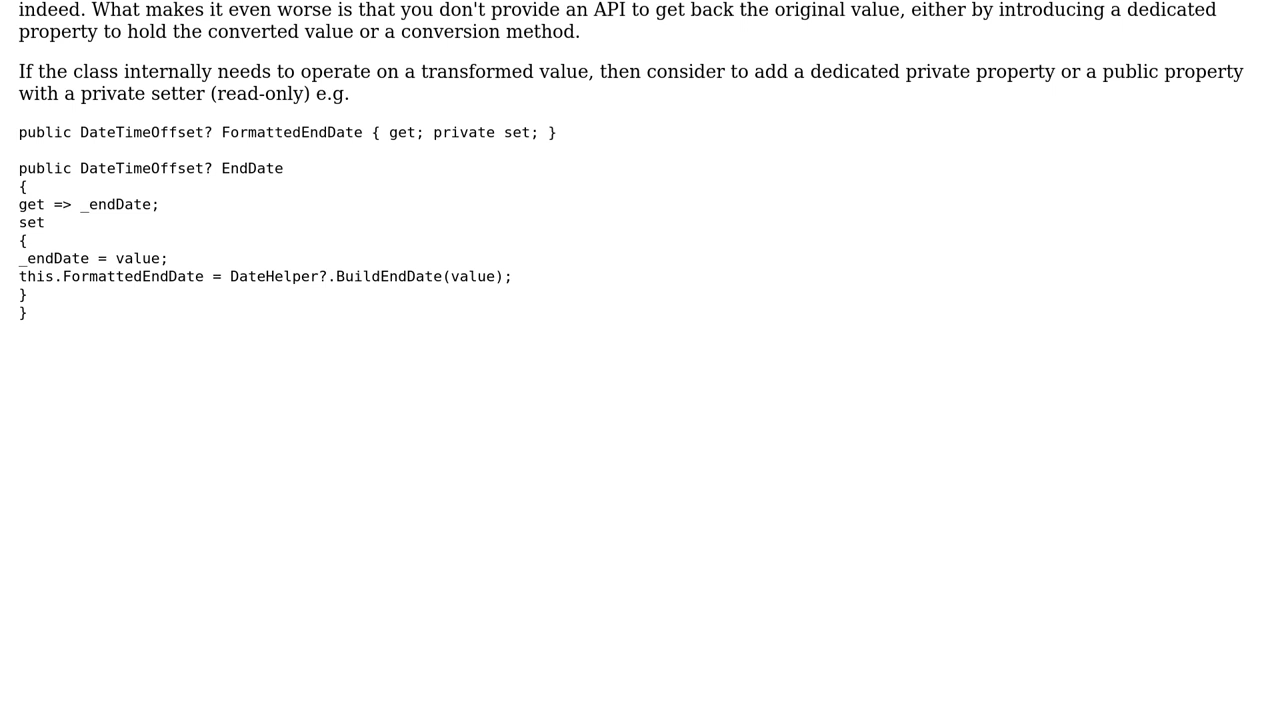 indeed. What makes it even worse is that you don't provide an API to get back the original value, either by introducing a dedicated
property to hold the converted value or a conversion method.
If the class internally needs to operate on a transformed value, then consider to add a dedicated private property or a public property
with a private setter (read-only) e.g.
public DateTimeOffset? FormattedEndDate { get; private set; }
public DateTimeOffset? EndDate
{
get => _endDate;
set
{
_endDate = value;
this.FormattedEndDate = DateHelper?.BuildEndDate(value);
}
}